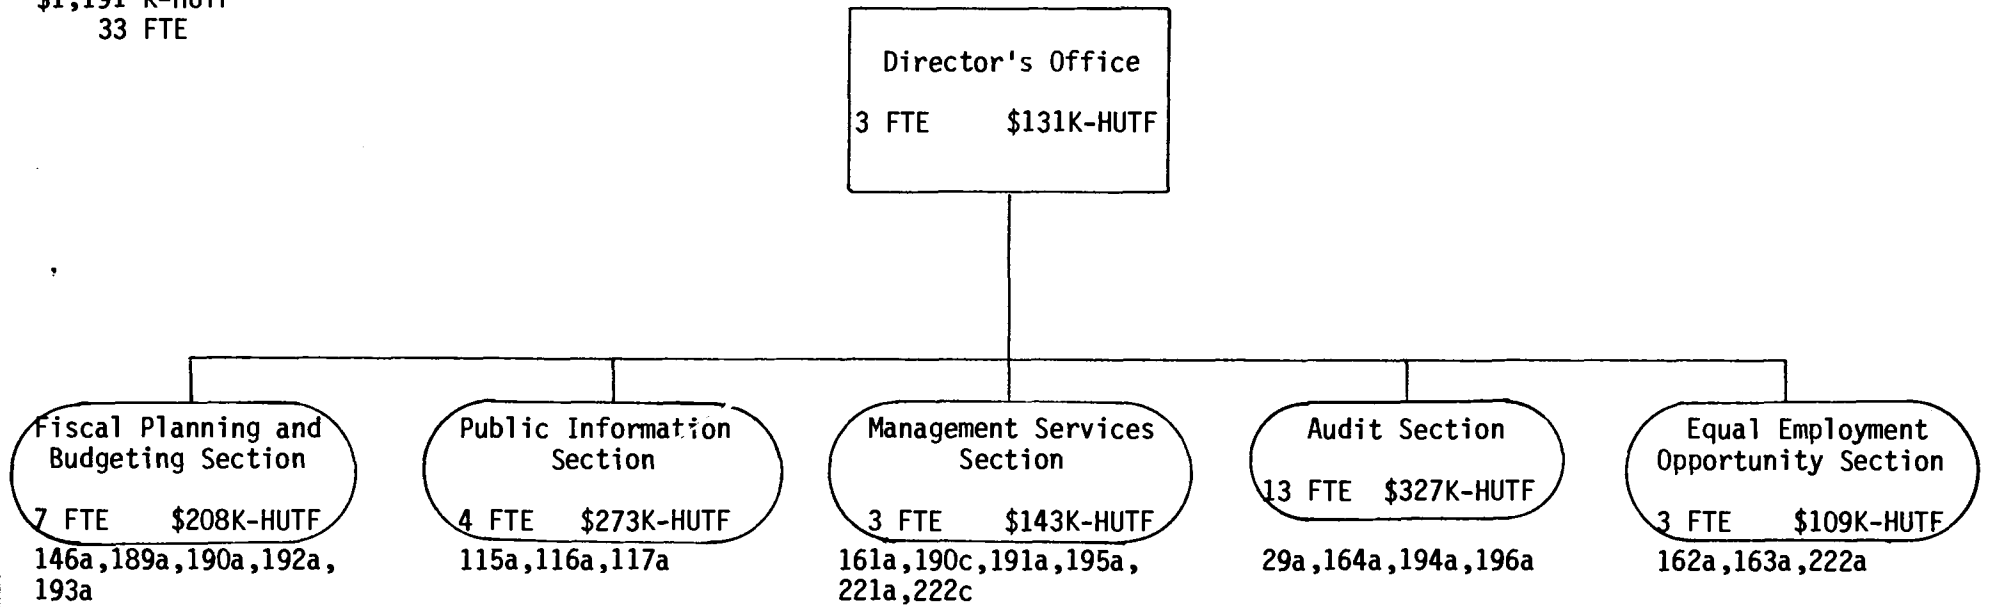 $1,191 K-HUTF
33 FTE
Director's Office
3 FTE $131K-HUTF
Fiscal Planning and
Budgeting Section
7 FTE $208K-HUTF
146a,189a,190a,192a,
193a
Public Information
Section
4 FTE $273K-HUTF
115a,116a,117a
Management Services
Section
3 FTE $143K-HUTF
161a,190c,191a,195a,
221a,222c
Audit Section
13 FTE $327K-HUTF
29a,164a,194a,196a
Equal Employment
Opportunity Section
3 FTE $109K-HUTF
162a,163a,222a